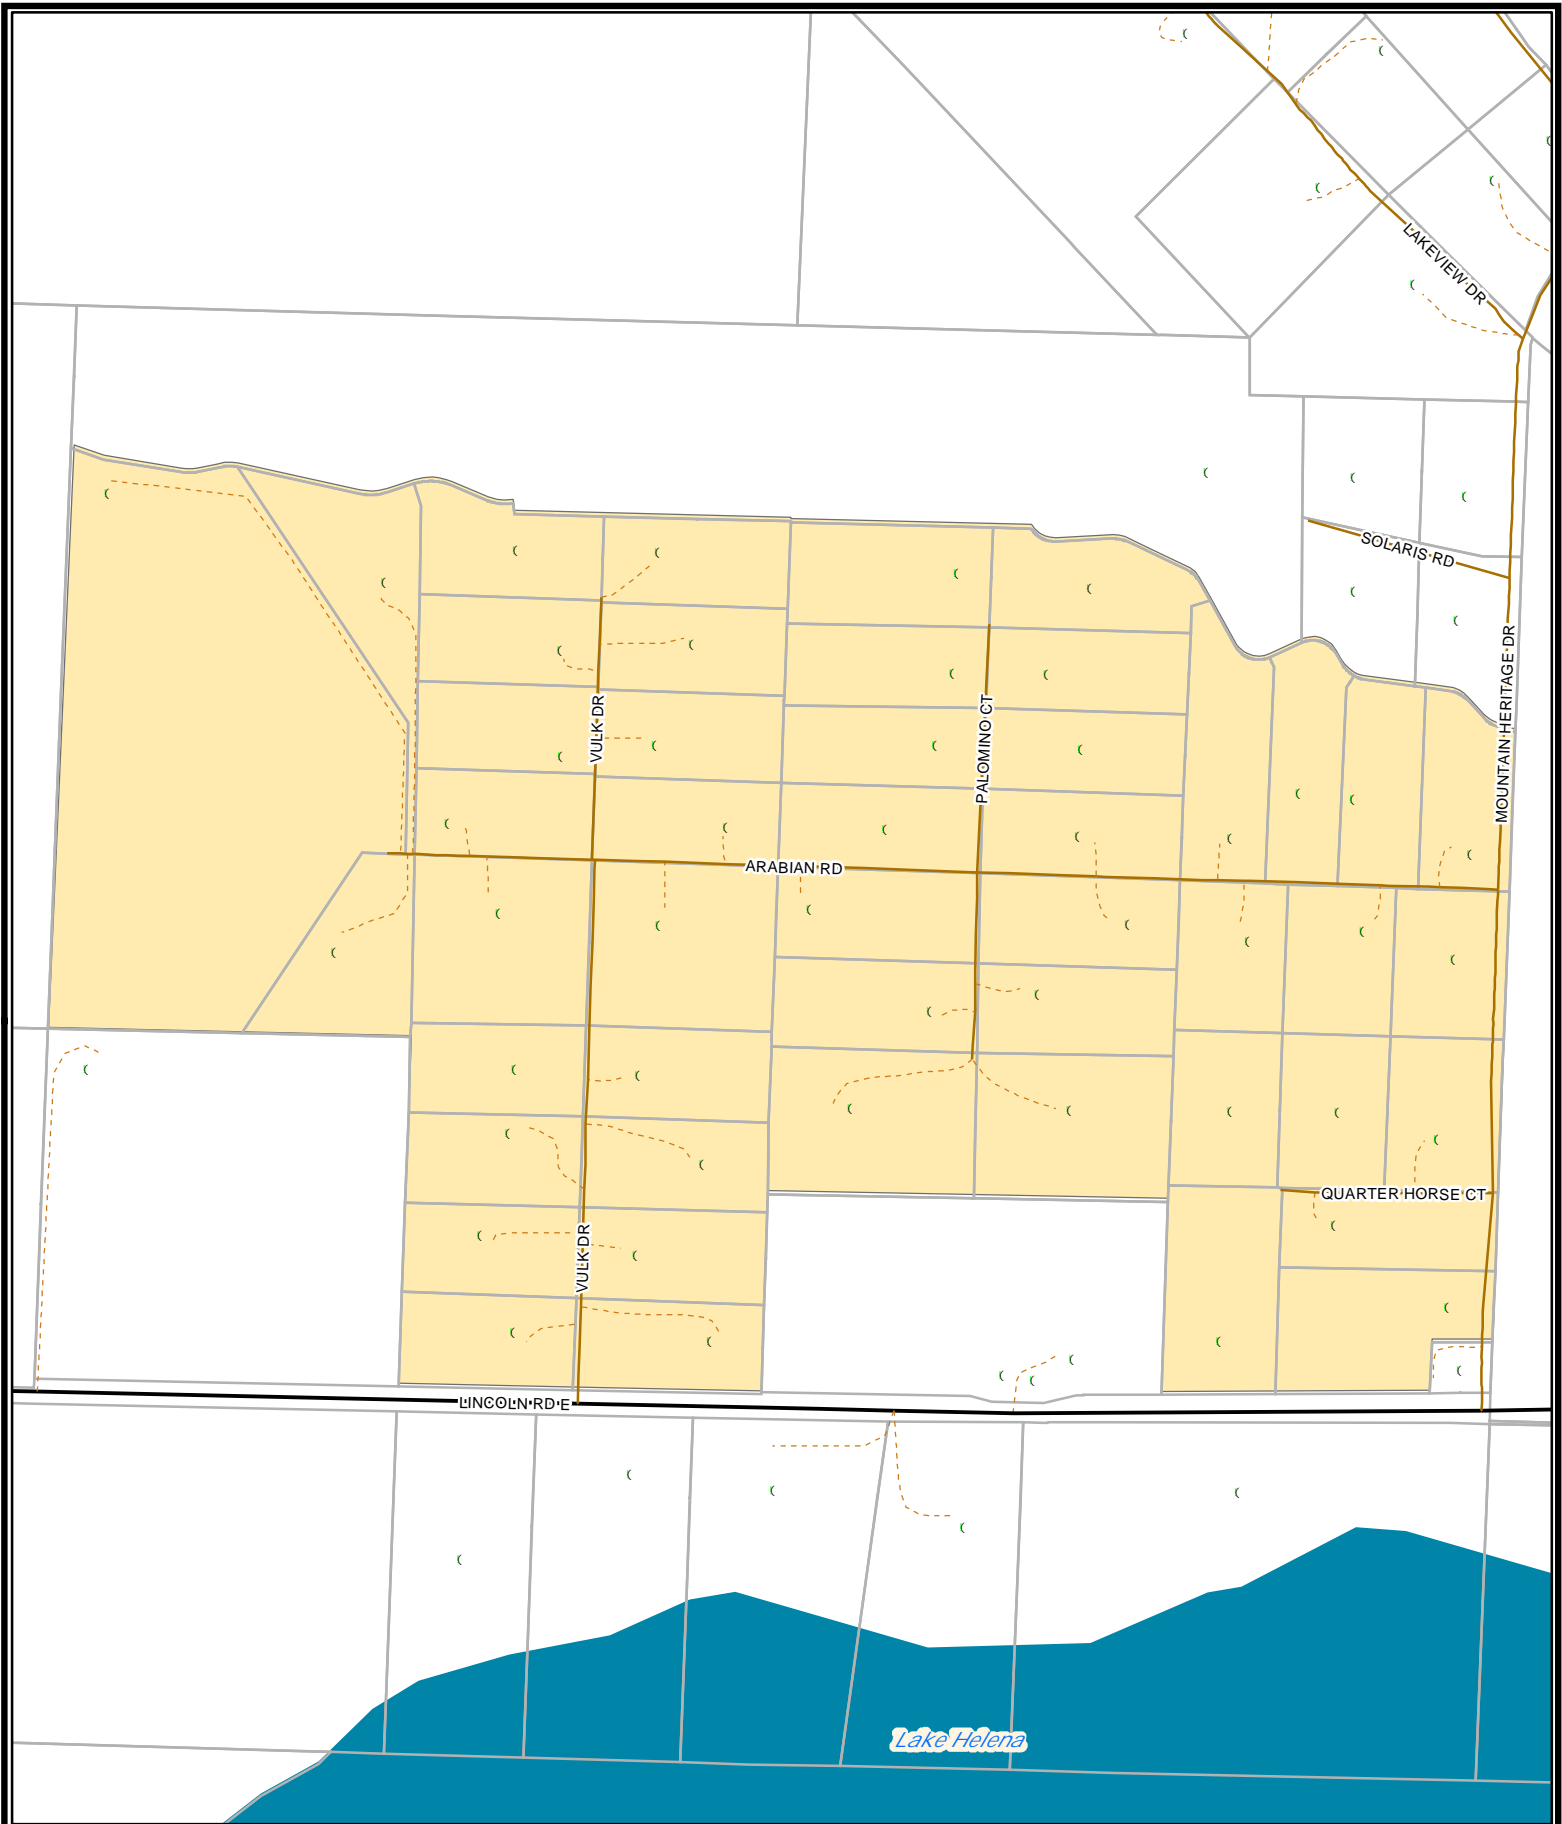 LAKEVIEW DR
SOLARIS RD
MOUNTAIN HERITAGE DR
VULK DR
PALOMINO CT
ARABIAN RD
QUARTER HORSE CT
VULK DR
LINCOLN RD E
Lake Helena